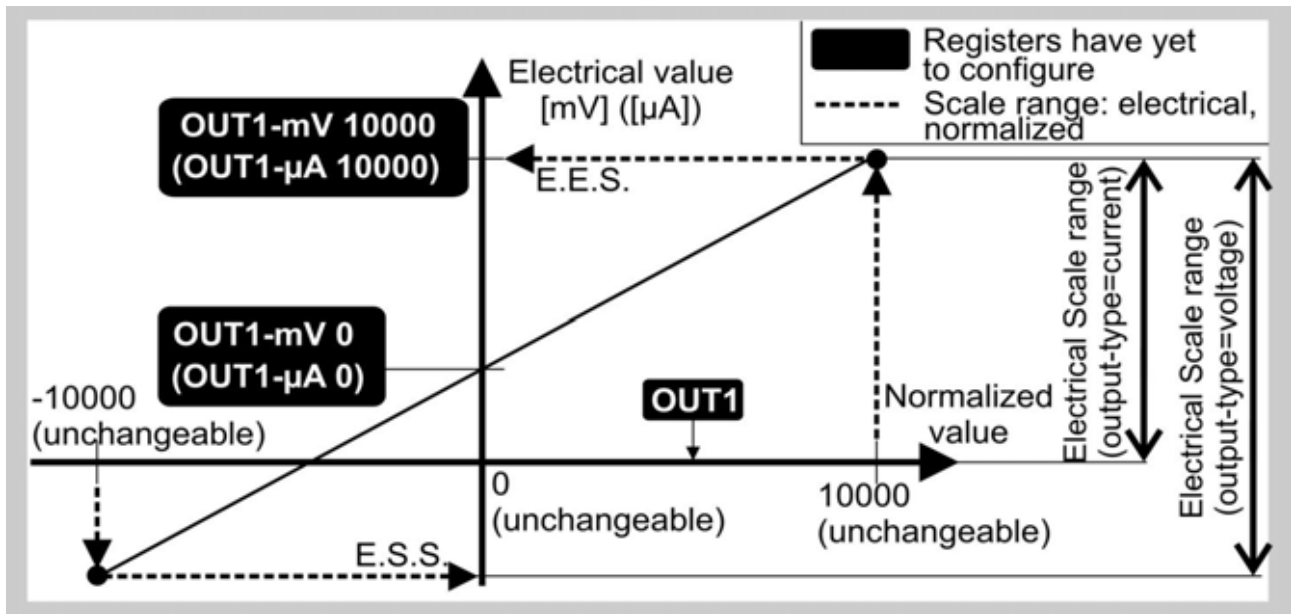 Registers have yet
to configure
Scale range: electrical,
normalized
Electrical value
[mV] ([µA])
OUT1-mV 10000
(OUT1-µA 10000)
E.E.S.
OUT1-mV 0
(OUT1-µA 0)
-10000
(unchangeable)
OUT1
Normalized
value
0
(unchangeable)
10000
(unchangeable)
E.S.S.
Electrical Scale range
(output-type=current)
Electrical Scale range
(output-type=voltage)